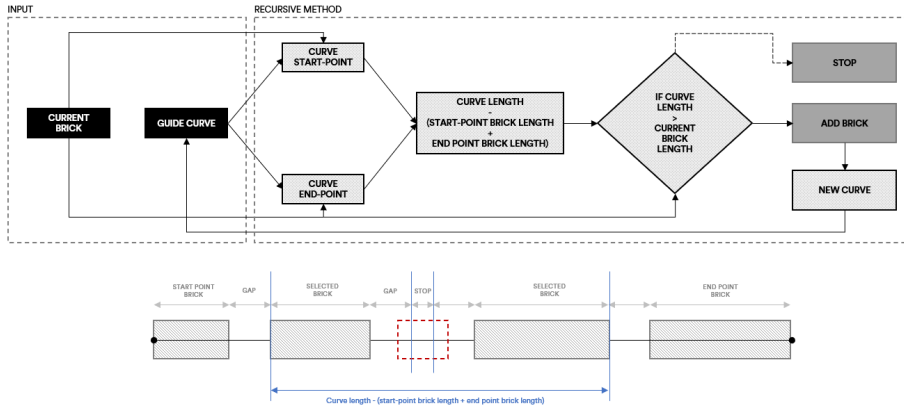 INPUT
RECURSIVE METHOD
CURVE
START-POINT
STOP
CURRENT
BRICK
GUIDE CURVE
CURVE LENGTH
-
(START-POINT BRICK LENGTH
+
END POINT BRICK LENGTH)
IF CURVE
LENGTH
>
CURRENT
BRICK
LENGTH
ADD BRICK
CURVE
END-POINT
NEW CURVE
START POINT
BRICK
GAP
SELECTED
BRICK
GAP
STOP
SELECTED
BRICK
END POINT
BRICK
Curve length - (start-point brick length + end point brick length)